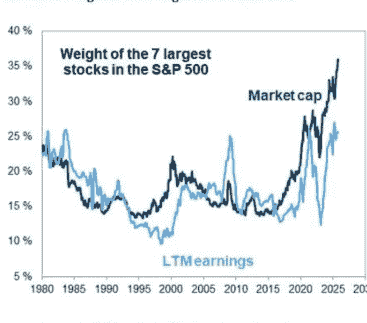 40 %
Weight of the 7 largest
stocks in the S&P 500
35 %
Market cap
30 %
25 %
20 %
15 %
10 %
LTM earnings
5 %
1980 1985 1990 1995 2000 2005 2010 2015 2020 2025